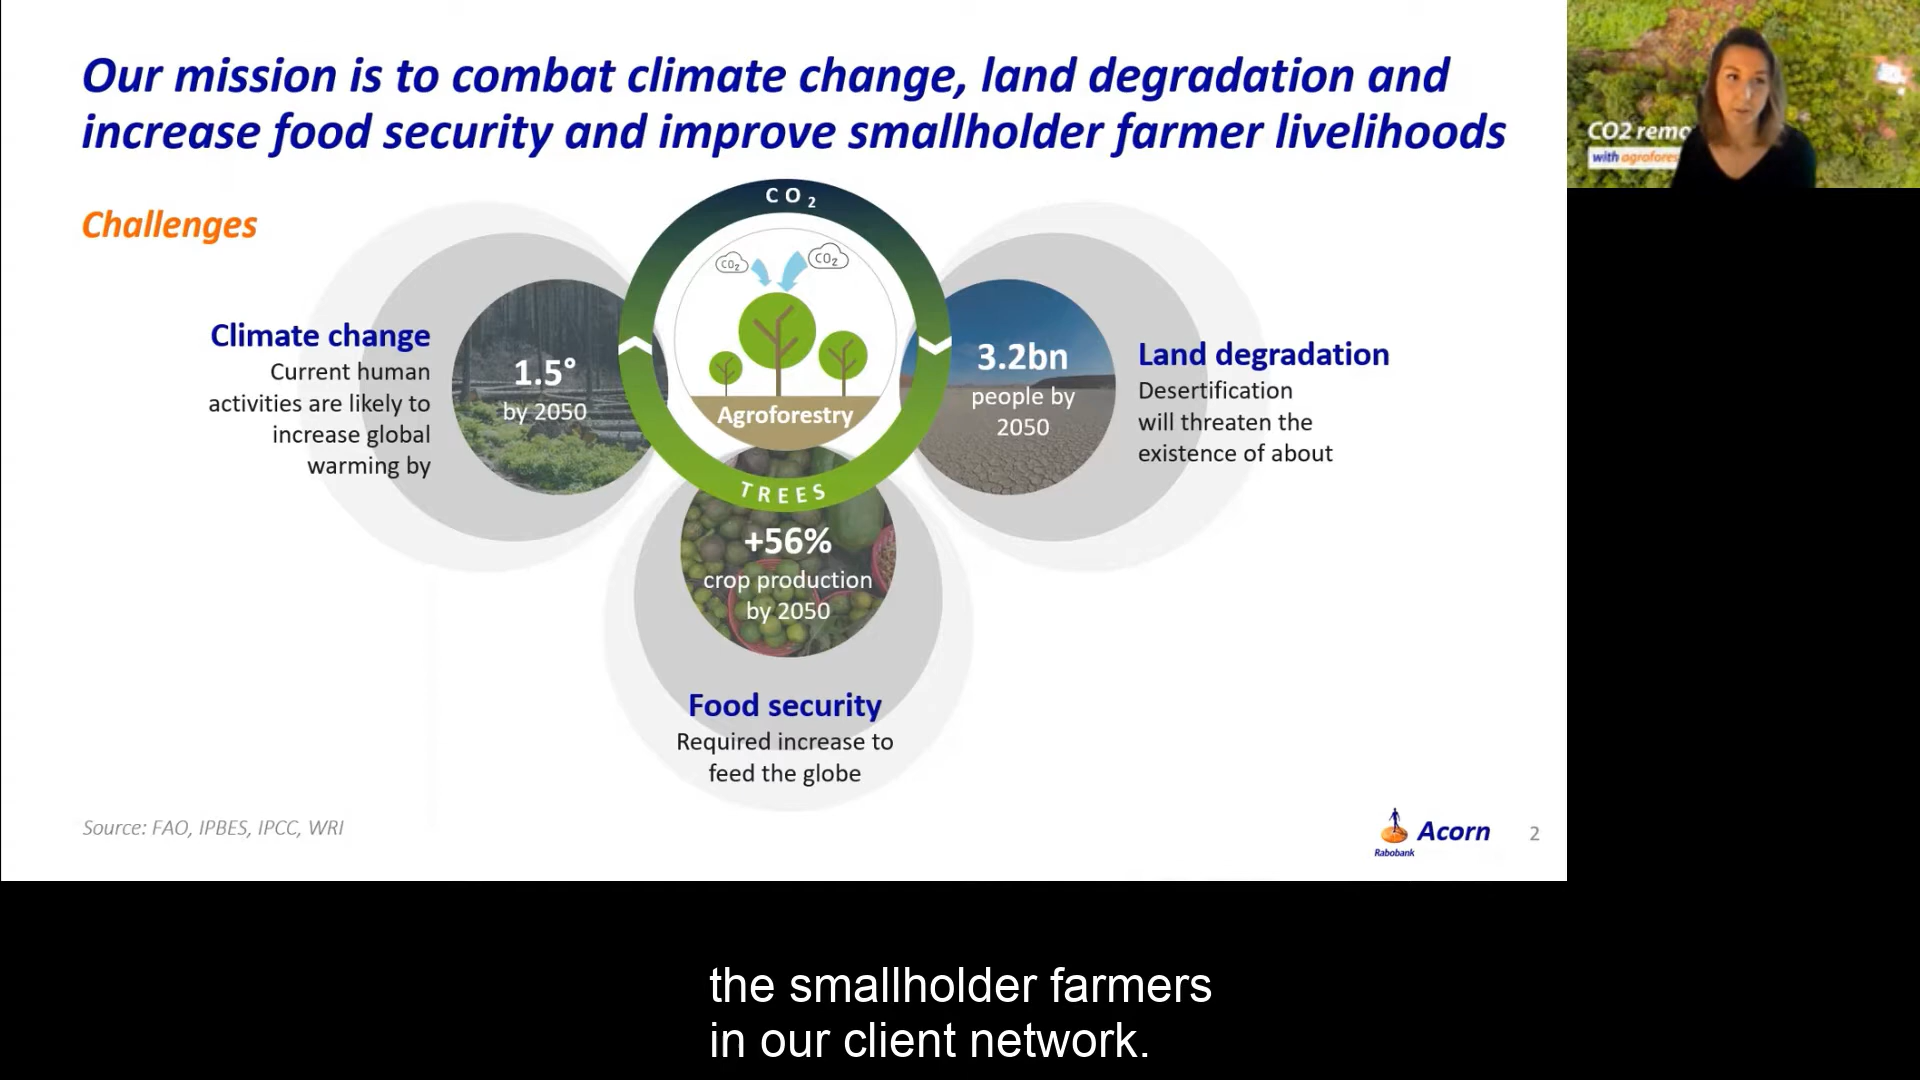 Our mission is to combat climate change, land degradation and
increase food security and improve smallholder farmer livelihoods
CO2 remo
with agrofores
Challenges
CO2
CO2
CO2
Agroforestry
TREES
Climate change
Current human
activities are likely to
increase global
warming by
1.5°
by 2050
3.2bn
people by
2050
Land degradation
Desertification
will threaten the
existence of about
+56%
crop production
by 2050
Food security
Required increase to
feed the globe
Source: FAO, IPBES, IPCC, WRI
Acorn
Rabobank
2
the smallholder farmers
in our client network.